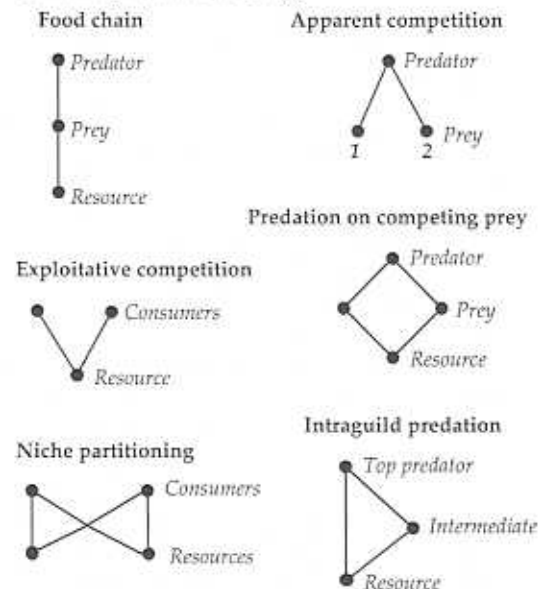 Food chain
Predator
Prey
Resource
Apparent competition
Predator
1
2
Prey
Exploitative competition
Consumers
Resource
Predation on competing prey
Predator
Prey
Resource
Niche partitioning
Consumers
Resources
Intraguild predation
Top predator
Intermediate
Resource